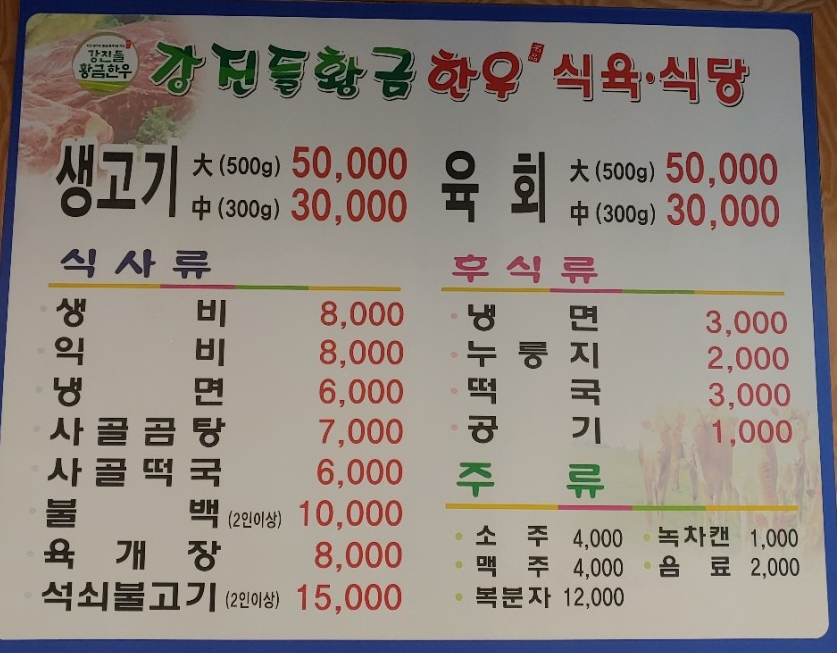 강진들
황금한우
강진들황금한우 식육·식당
생고기 大 (500g) 50,000
中 (300g) 30,000
육 회 大 (500g) 50,000
中 (300g) 30,000
식 사 류
생 비 8,000
익 비 8,000
냉 면 6,000
사 골 곰 탕 7,000
사 골 떡 국 6,000
불 백 (2인이상) 10,000
육 개 장 8,000
석쇠불고기 (2인이상) 15,000
후 식 류
냉 면 3,000
누 룽 지 2,000
떡 국 3,000
공 기 1,000
주 류
소 주 4,000
맥 주 4,000
복분자 12,000
녹차캔 1,000
음 료 2,000